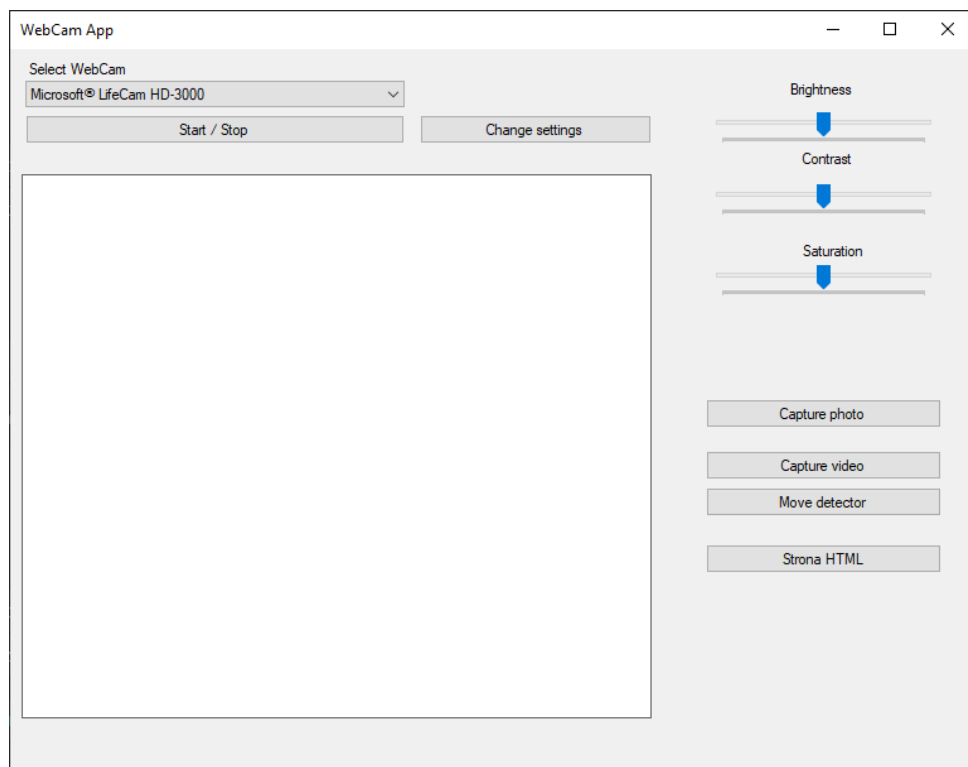 WebCam App
Select WebCam
Microsoft® LifeCam HD-3000
Start / Stop
Change settings
Brightness
Contrast
Saturation
Capture photo
Capture video
Move detector
Strona HTML